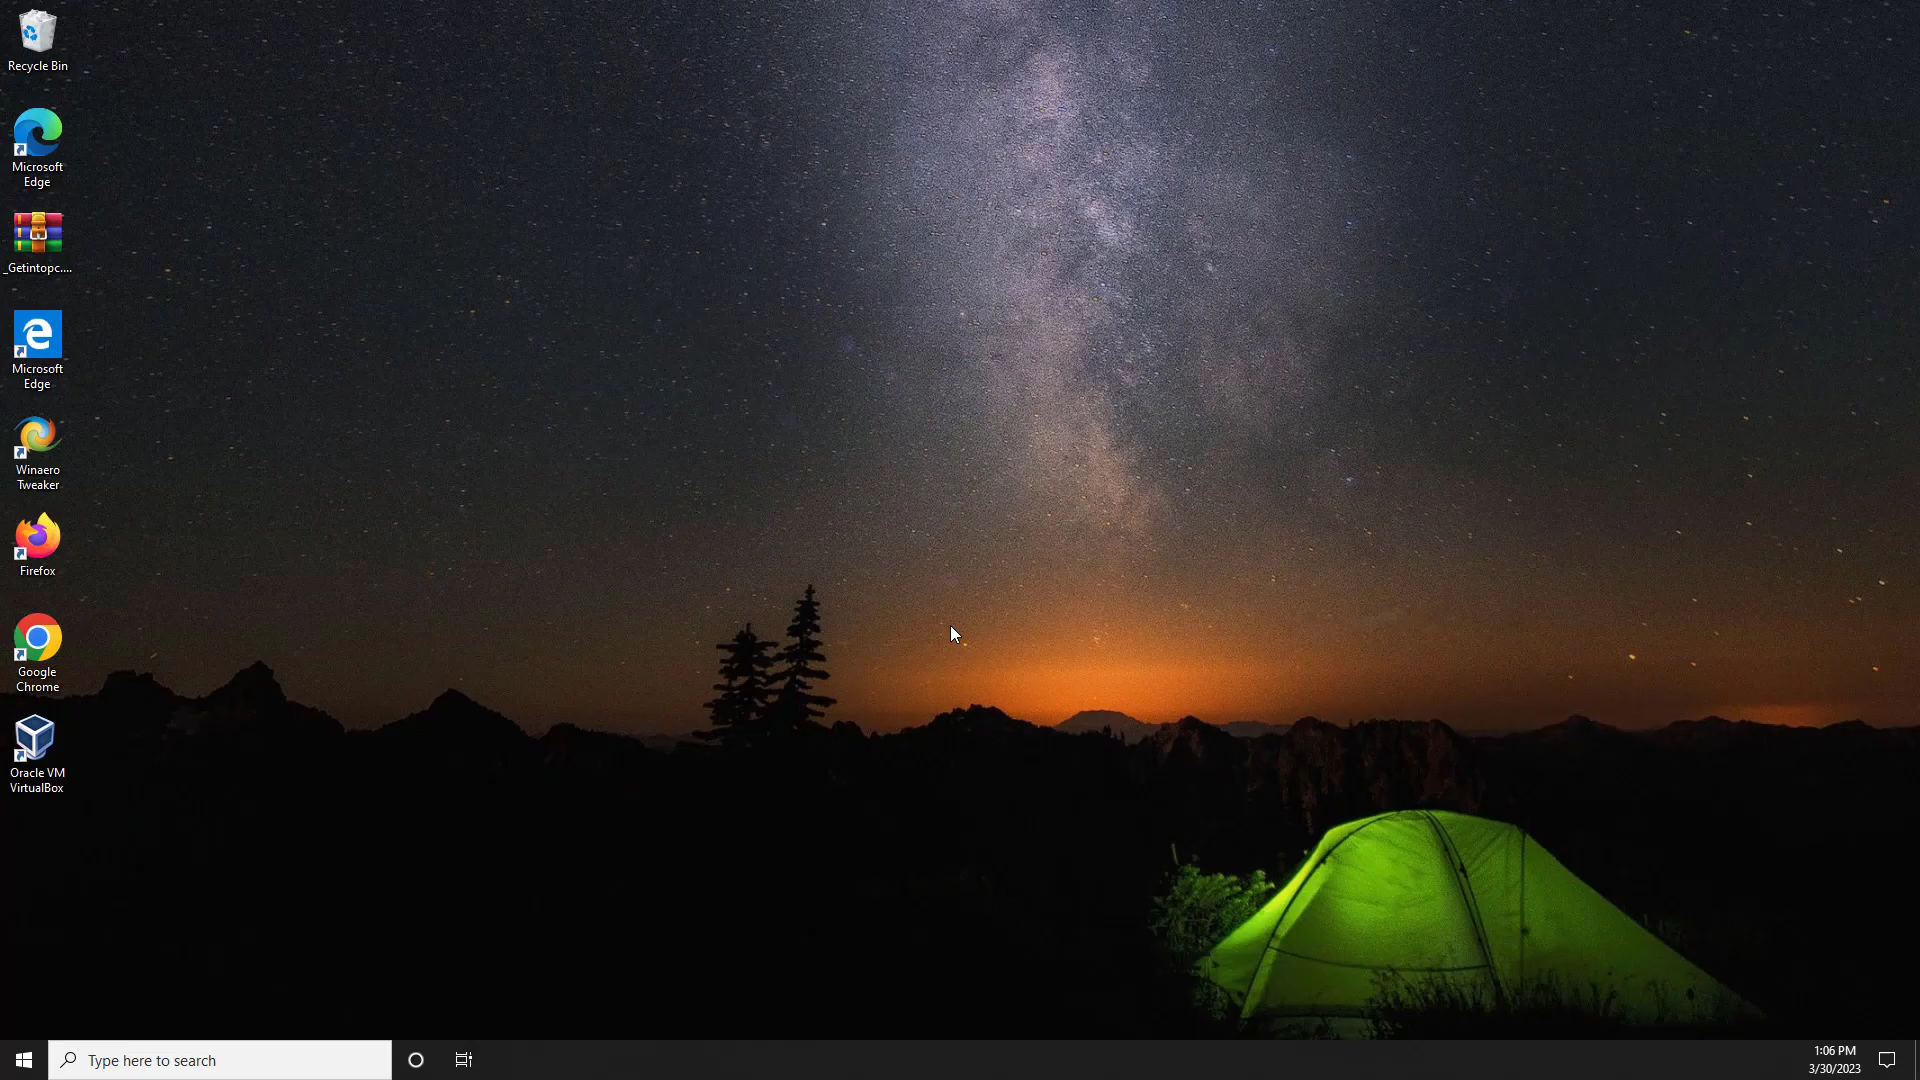 Recycle Bin
Microsoft
Edge
_Getintopc....
Microsoft
Edge
Winaero
Tweaker
Firefox
Google
Chrome
Oracle VM
VirtualBox
Type here to search
1:06 PM
3/30/2023